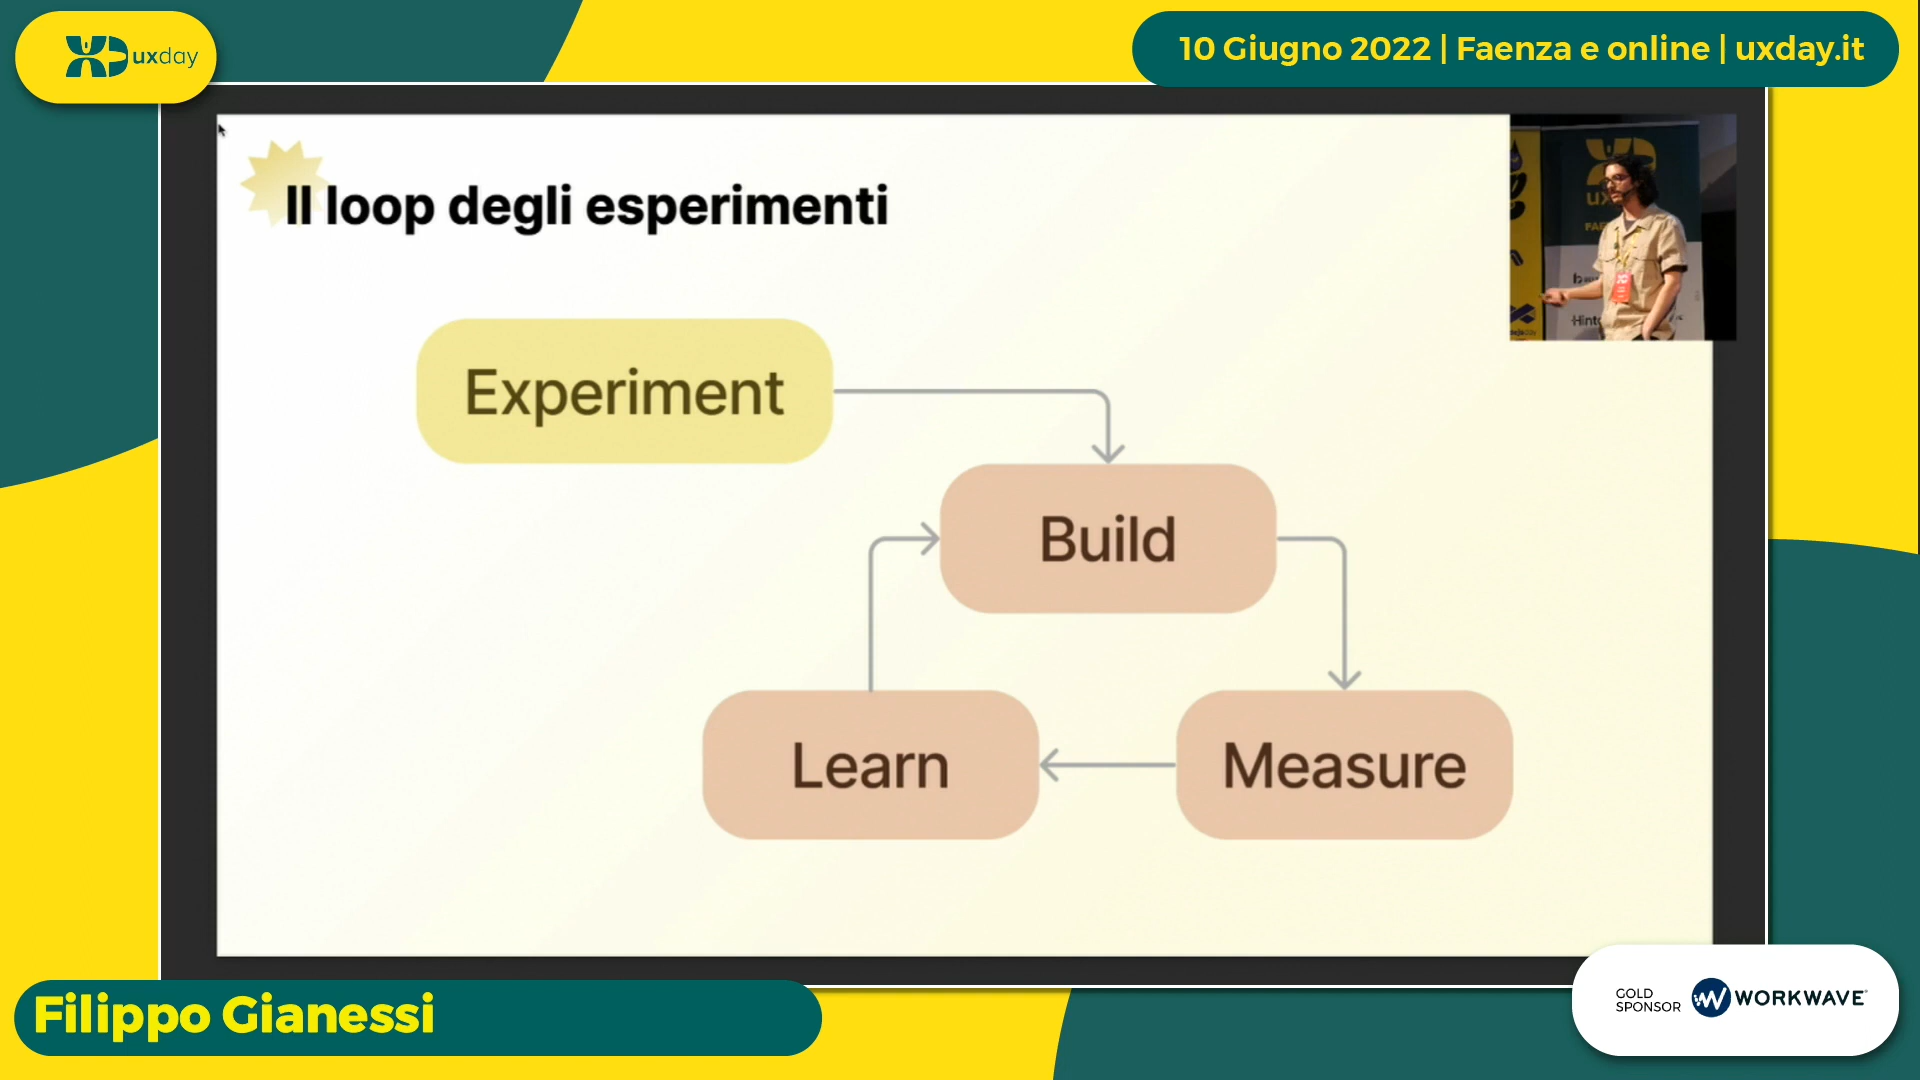 uxday
10 Giugno 2022 | Faenza e online | uxday.it
Il loop degli esperimenti
Experiment
Build
Learn
Measure
Filippo Gianessi
GOLD
SPONSOR
WORKWAVE